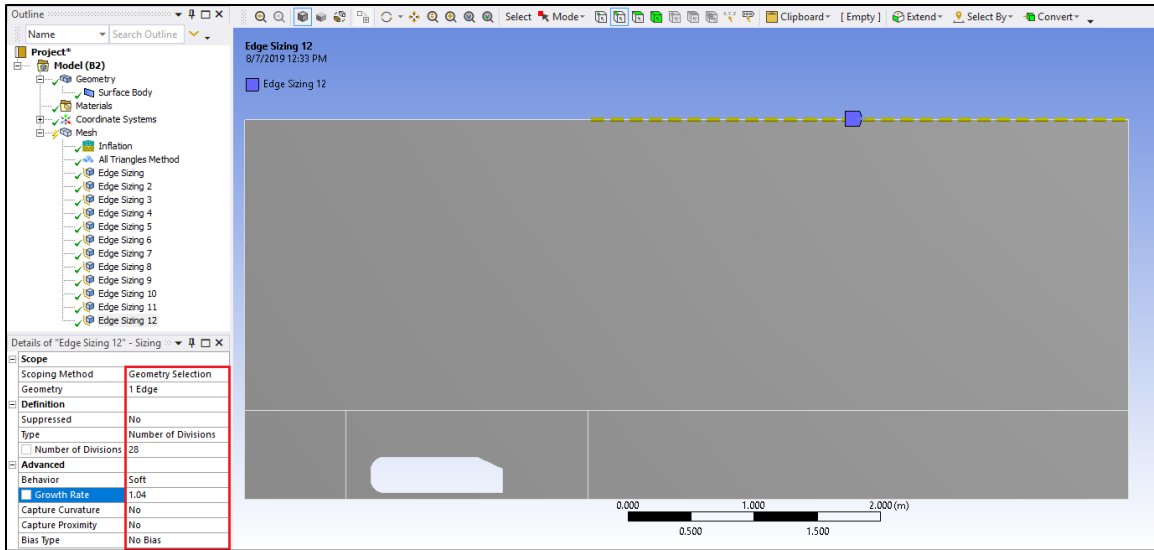 Outline
Name Search Outline
Project*
Model (B2)
Geometry
Surface Body
Materials
Coordinate Systems
Mesh
Inflation
All Triangles Method
Edge Sizing
Edge Sizing 2
Edge Sizing 3
Edge Sizing 4
Edge Sizing 5
Edge Sizing 6
Edge Sizing 7
Edge Sizing 8
Edge Sizing 9
Edge Sizing 10
Edge Sizing 11
Edge Sizing 12
Details of "Edge Sizing 12" - Sizing
Scope
Scoping Method Geometry Selection
Geometry 1 Edge
Definition
Suppressed No
Type Number of Divisions
Number of Divisions 28
Advanced
Behavior Soft
Growth Rate 1.04
Capture Curvature No
Capture Proximity No
Bias Type No Bias
Select Mode Clipboard [Empty] Extend Select By Convert
Edge Sizing 12
8/7/2019 12:33 PM
Edge Sizing 12
0.000 1.000 2.000 (m)
0.500 1.500